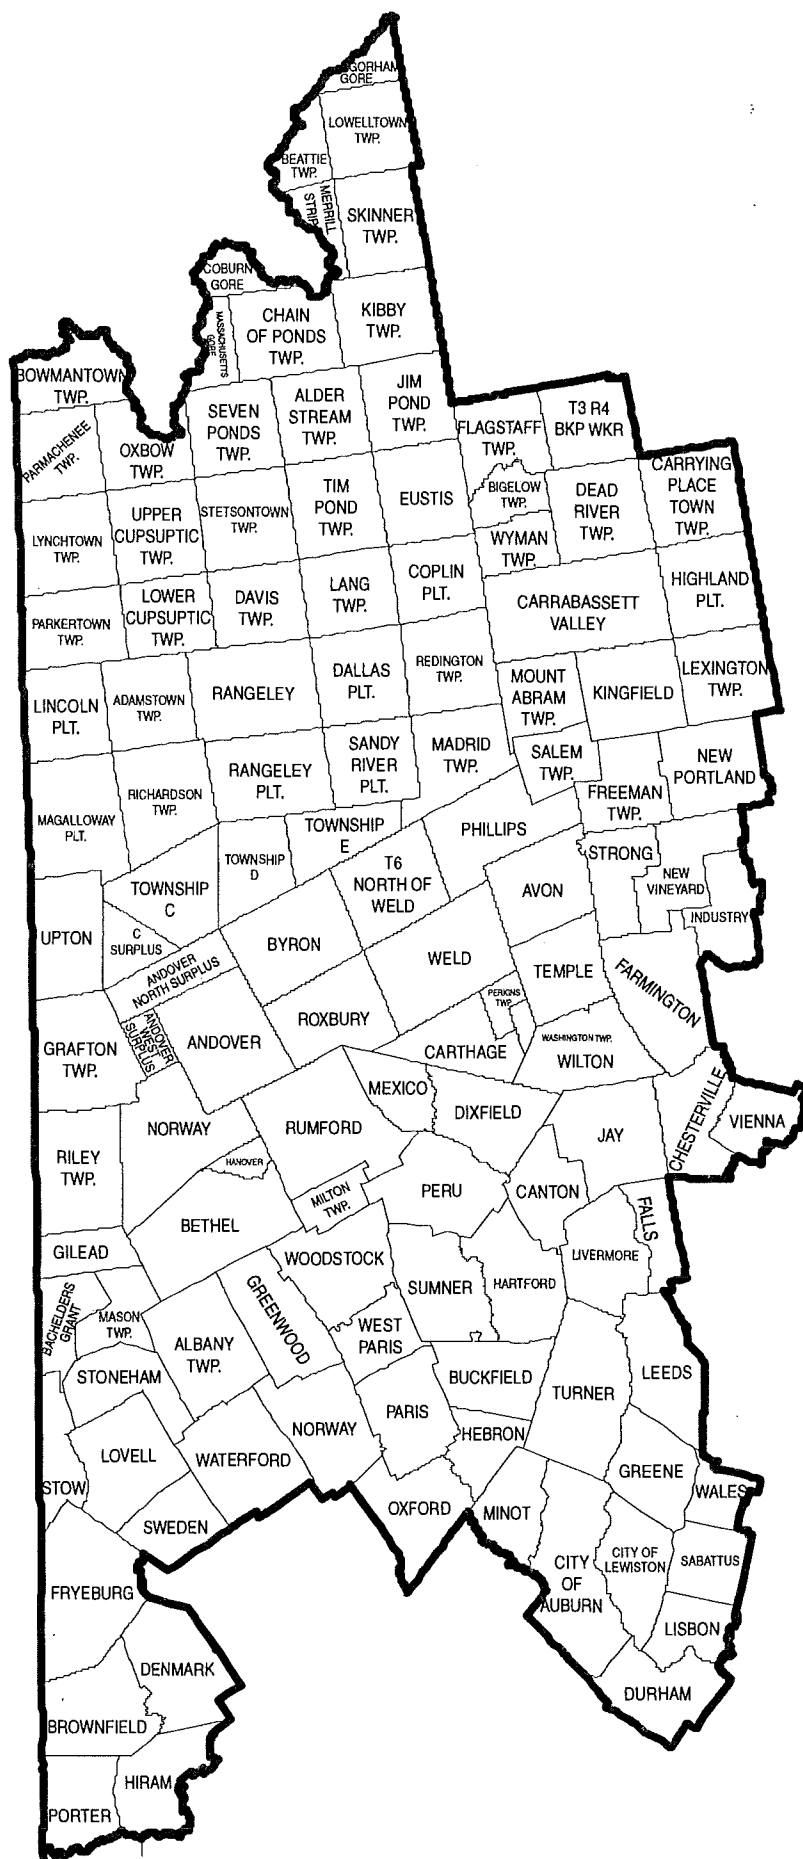 GORHAM
GORE
LOWELLTOWN
TWP.
BEATTIE
TWP.
MERRILL
STRIP
SKINNER
TWP.
COBURN
GORE
MASSACHUSETTS
GORE
CHAIN
OF PONDS
TWP.
KIBBY
TWP.
BOWMANTOWN
TWP.
PARMACHENEE
TWP.
OXBOW
TWP.
SEVEN
PONDS
TWP.
ALDER
STREAM
TWP.
JIM
POND
TWP.
FLAGSTAFF
TWP.
T3 R4
BKP WKR
LYNCHTOWN
TWP.
UPPER
CUPSUPTIC
TWP.
STETSONTOWN
TWP.
TIM
POND
TWP.
EUSTIS
BIGELOW
TWP.
WYMAN
TWP.
DEAD
RIVER
TWP.
CARRYING
PLACE
TOWN
TWP.
PARKERTOWN
TWP.
LOWER
CUPSUPTIC
TWP.
DAVIS
TWP.
LANG
TWP.
COPLIN
PLT.
CARRABASSETT
VALLEY
HIGHLAND
PLT.
LINCOLN
PLT.
ADAMSTOWN
TWP.
RANGELEY
DALLAS
PLT.
REDINGTON
TWP.
MOUNT
ABRAM
TWP.
KINGFIELD
LEXINGTON
TWP.
MAGALLOWAY
PLT.
RICHARDSON
TWP.
RANGELEY
PLT.
SANDY
RIVER
PLT.
MADRID
TWP.
SALEM
TWP.
FREEMAN
TWP.
NEW
PORTLAND
TOWNSHIP
E
TOWNSHIP
D
TOWNSHIP
C
T6
NORTH OF
WELD
PHILLIPS
STRONG
NEW
VINEYARD
INDUSTRY
AVON
UPTON
C
SURPLUS
ANDOVER
NORTH SURPLUS
BYRON
WELD
TEMPLE
FARMINGTON
PERKINS
TWP.
GRAFTON
TWP.
ANDOVER
WEST
SURPLUS
ANDOVER
ROXBURY
CARTHAGE
WASHINGTON TWP.
WILTON
CHESTERVILLE
VIENNA
NORWAY
RUMFORD
MEXICO
DIXFIELD
JAY
RILEY
TWP.
HANOVER
MILTON
TWP.
PERU
CANTON
BETHEL
FALLS
LIVERMORE
GILEAD
WOODSTOCK
SUMNER
HARTFORD
BACHELDERS
GRANT
MASON
TWP.
ALBANY
TWP.
GREENWOOD
WEST
PARIS
STONEHAM
BUCKFIELD
TURNER
LEEDS
PARIS
NORWAY
HEBRON
LOVELL
WATERFORD
GREENE
WALES
STOW
SWEDEN
OXFORD
MINOT
CITY
OF
AUBURN
CITY OF
LEWISTON
SABATTUS
FRYEBURG
LISBON
DENMARK
DURHAM
BROWNFIELD
HIRAM
PORTER